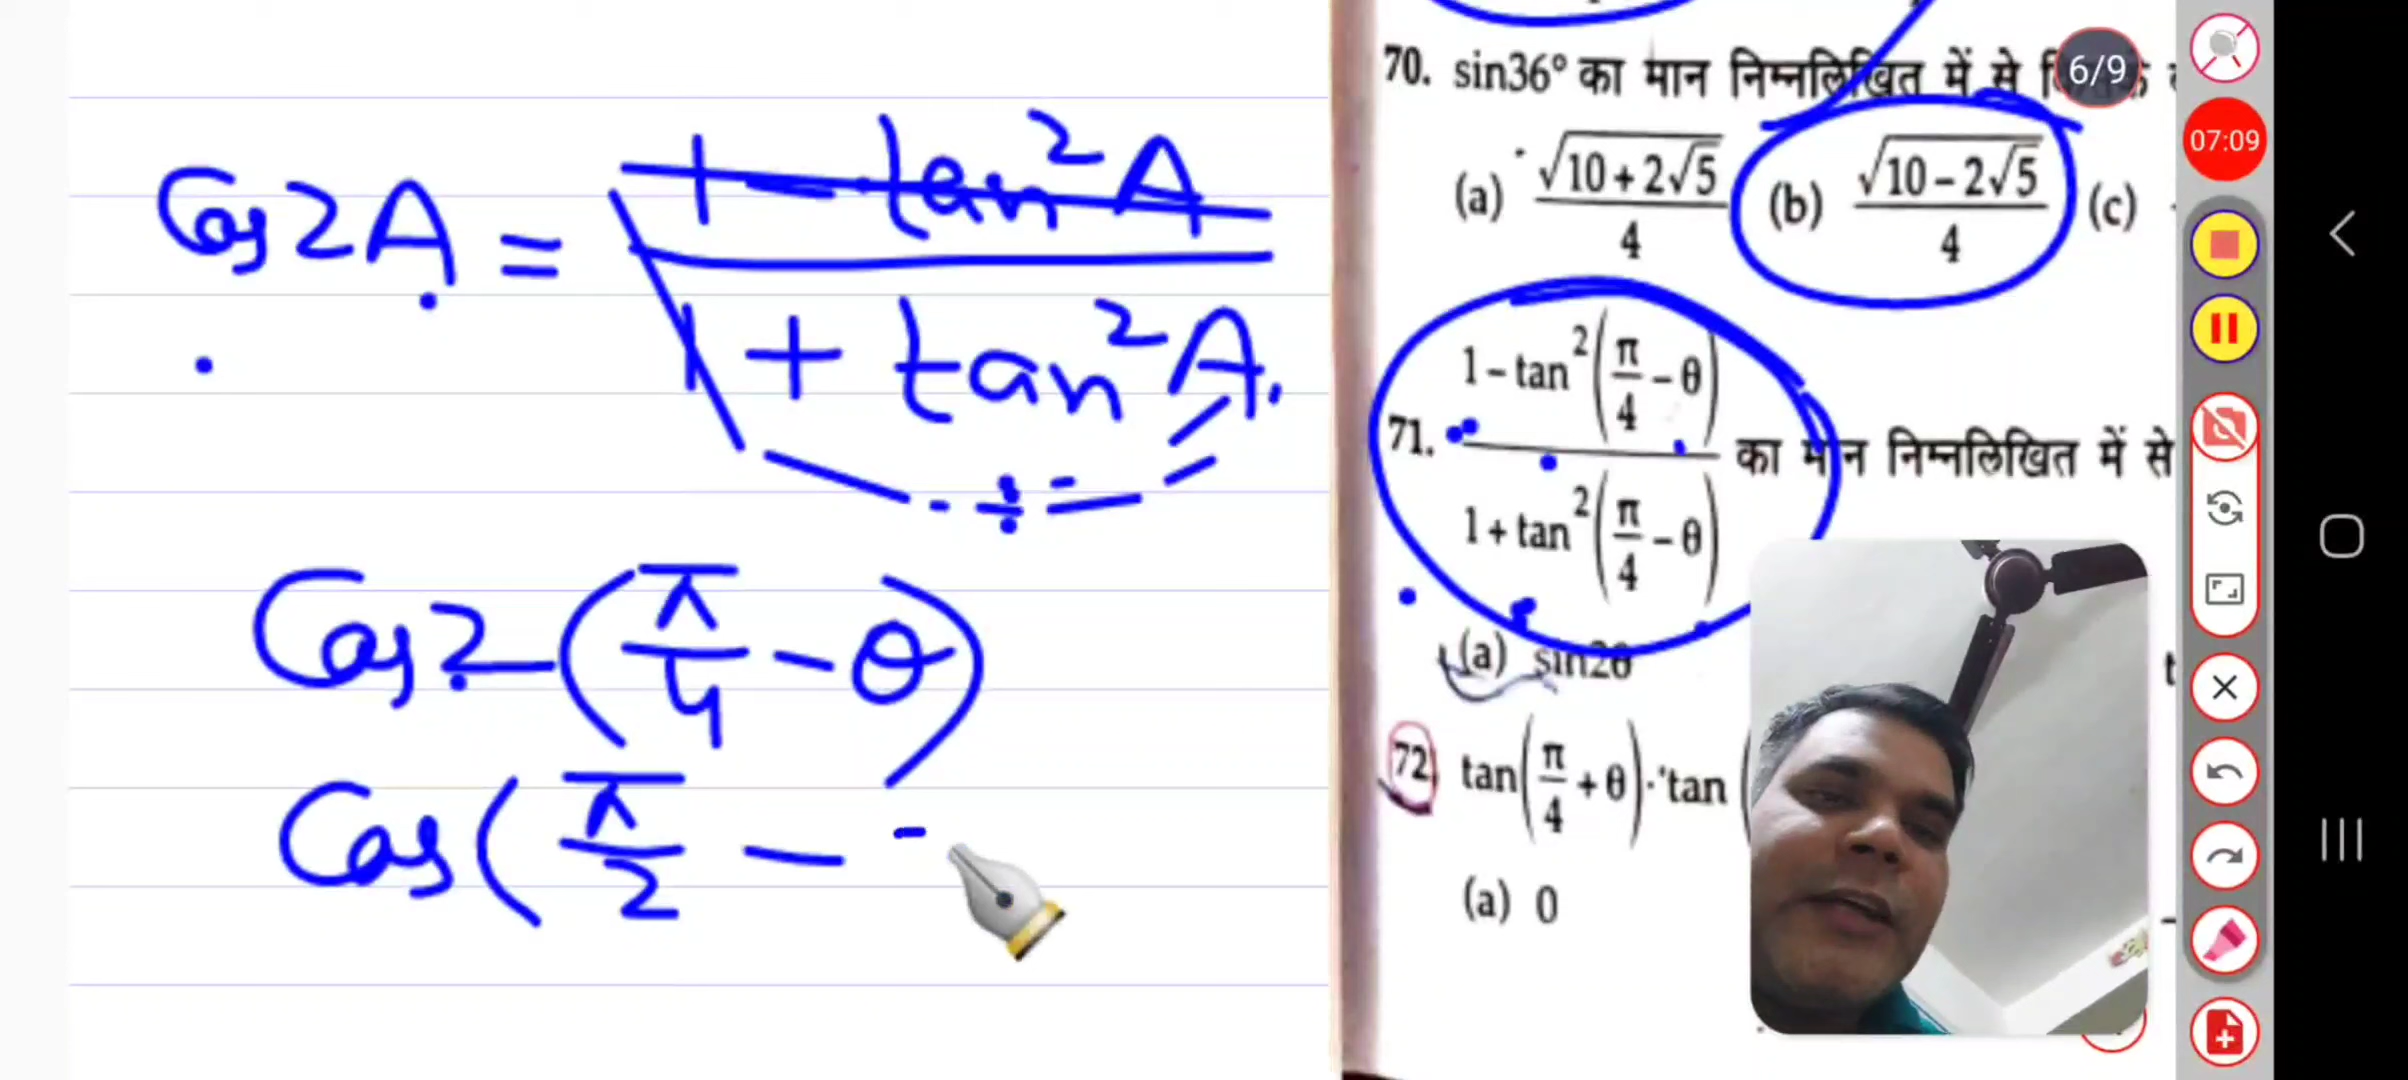 Cos2A = 1 - tan²A / 1 + tan²A
Cos2(π/4 - θ)
Cos(π/2 -
70. sin36° का मान निम्नलिखित में से
(a) √10+2√5 / 4 (b) √10-2√5 / 4 (c)
71. 1-tan²(π/4-θ) / 1+tan²(π/4-θ) का मान निम्नलिखित में से
(a) sin2θ
72 tan(π/4+θ)·tan(
(a) 0
6/9
07:09